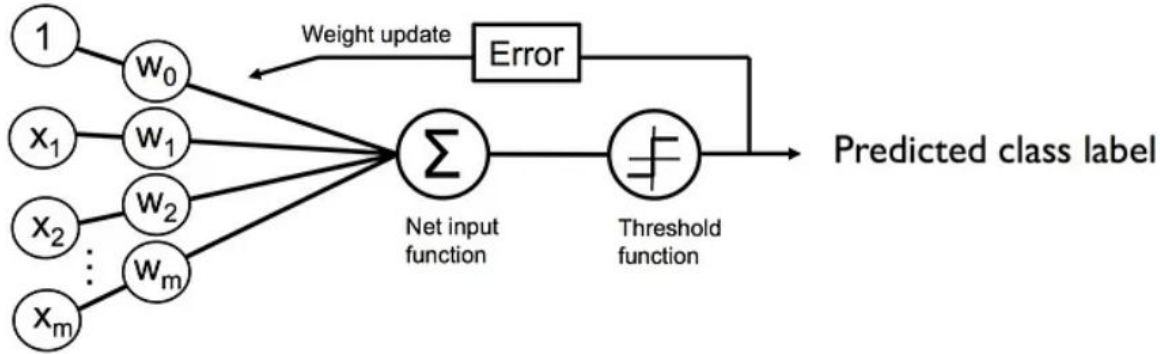 1
w₀
Weight update
Error
x₁
w₁
Σ
Predicted class label
x₂
w₂
Net input
function
Threshold
function
⋮
wₘ
xₘ